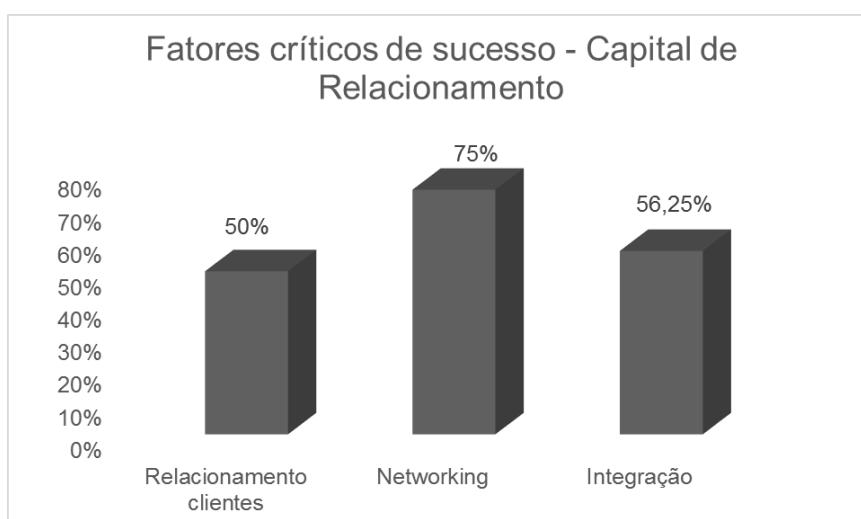 Fatores críticos de sucesso - Capital de
Relacionamento
75%
80%
70%
60%
50%
40%
30%
20%
10%
0%
50%
56,25%
Relacionamento
clientes
Networking
Integração